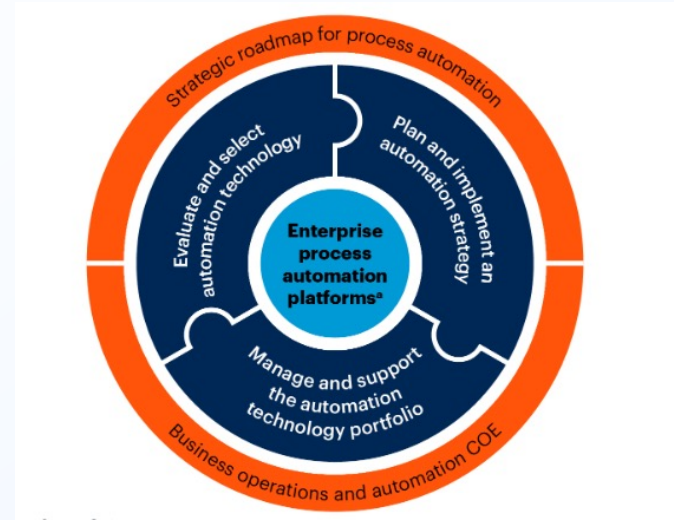 Strategic roadmap for process automation
Evaluate and select
automation technology
Plan and implement an
automation strategy
Enterprise
process
automation
platformsª
Manage and support
the automation
technology portfolio
Business operations and automation COE